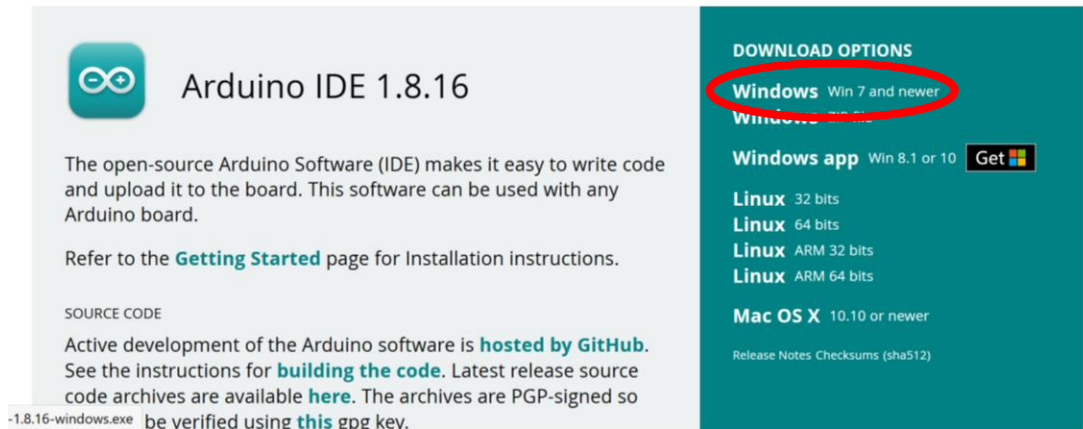 Arduino IDE 1.8.16
The open-source Arduino Software (IDE) makes it easy to write code
and upload it to the board. This software can be used with any
Arduino board.
Refer to the Getting Started page for Installation instructions.
SOURCE CODE
Active development of the Arduino software is hosted by GitHub.
See the instructions for building the code. Latest release source
code archives are available here. The archives are PGP-signed so
be verified using this gpg key.
-1.8.16-windows.exe
DOWNLOAD OPTIONS
Windows Win 7 and newer
Windows ZIP file
Windows app Win 8.1 or 10 Get
Linux 32 bits
Linux 64 bits
Linux ARM 32 bits
Linux ARM 64 bits
Mac OS X 10.10 or newer
Release Notes Checksums (sha512)